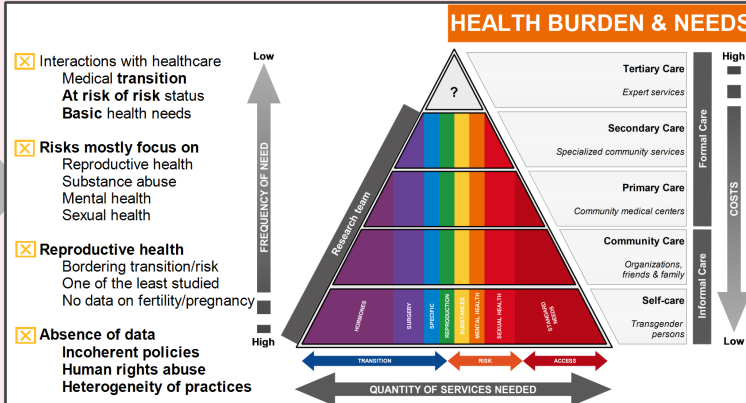 HEALTH BURDEN & NEEDS
Interactions with healthcare
Medical transition
At risk of risk status
Basic health needs
Risks mostly focus on
Reproductive health
Substance abuse
Mental health
Sexual health
Reproductive health
Bordering transition/risk
One of the least studied
No data on fertility/pregnancy
Absence of data
Incoherent policies
Human rights abuse
Heterogeneity of practices
Low
FREQUENCY OF NEED
High
Research team
?
HORMONES
SURGERY
SPECIFIC
REPRODUCTION
SUBSTANCES
MENTAL HEALTH
SEXUAL HEALTH
STANDARD
NEEDS
TRANSITION
RISK
ACCESS
QUANTITY OF SERVICES NEEDED
Tertiary Care
Expert services
Secondary Care
Specialized community services
Primary Care
Community medical centers
Community Care
Organizations,
friends & family
Self-care
Transgender
persons
Formal Care
Informal Care
High
COSTS
Low